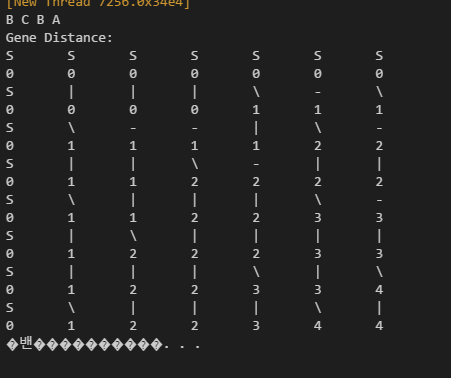 [New Thread 7256.0x34e4]
B C B A
Gene Distance:
S S S S S S S
0 0 0 0 0 0 0
S | | | \ - \
0 0 0 0 1 1 1
S \ - - | \ -
0 1 1 1 1 2 2
S | | \ - | |
0 1 1 2 2 2 2
S \ | | | \ -
0 1 1 2 2 3 3
S | \ | | | |
0 1 2 2 2 3 3
S | | | \ | \
0 1 2 2 3 3 4
S \ | | | \ |
0 1 2 2 3 4 4
�밴����������. . .